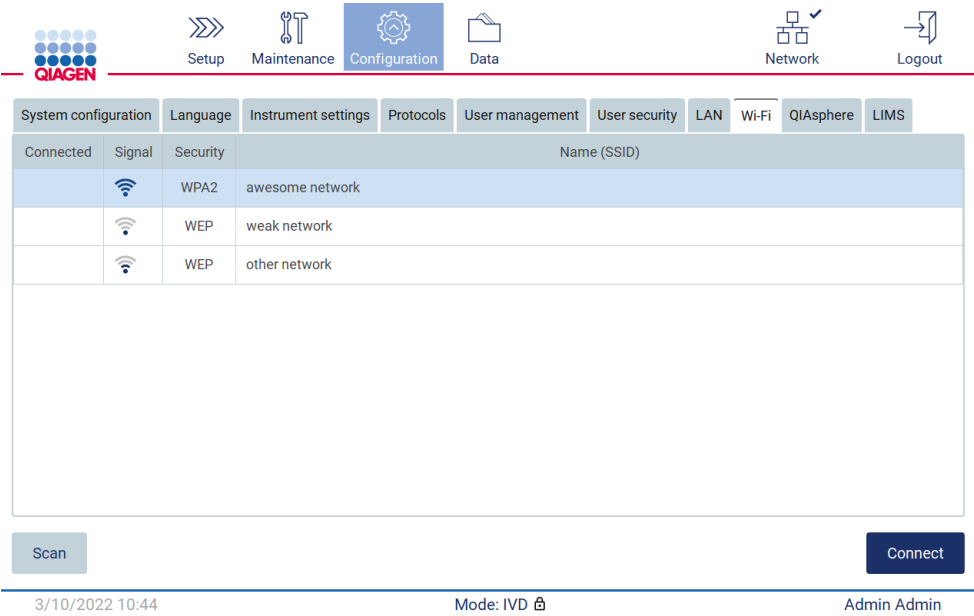 QIAGEN
Setup Maintenance Configuration Data Network Logout
System configuration Language Instrument settings Protocols User management User security LAN Wi-Fi QIAsphere LIMS
Connected Signal Security Name (SSID)
WPA2 awesome network
WEP weak network
WEP other network
Scan Connect
3/10/2022 10:44 Mode: IVD Admin Admin